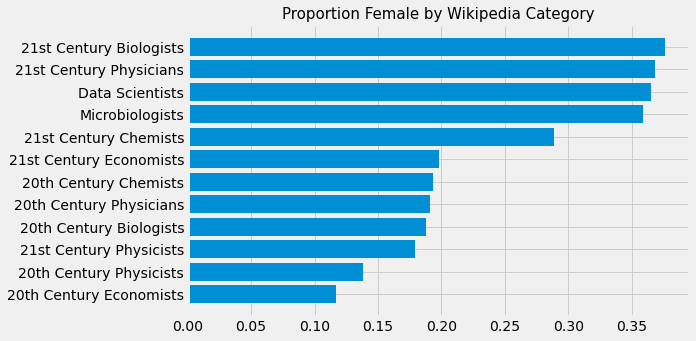 Proportion Female by Wikipedia Category
21st Century Biologists
21st Century Physicians
Data Scientists
Microbiologists
21st Century Chemists
21st Century Economists
20th Century Chemists
20th Century Physicians
20th Century Biologists
21st Century Physicists
20th Century Physicists
20th Century Economists
0.00 0.05 0.10 0.15 0.20 0.25 0.30 0.35